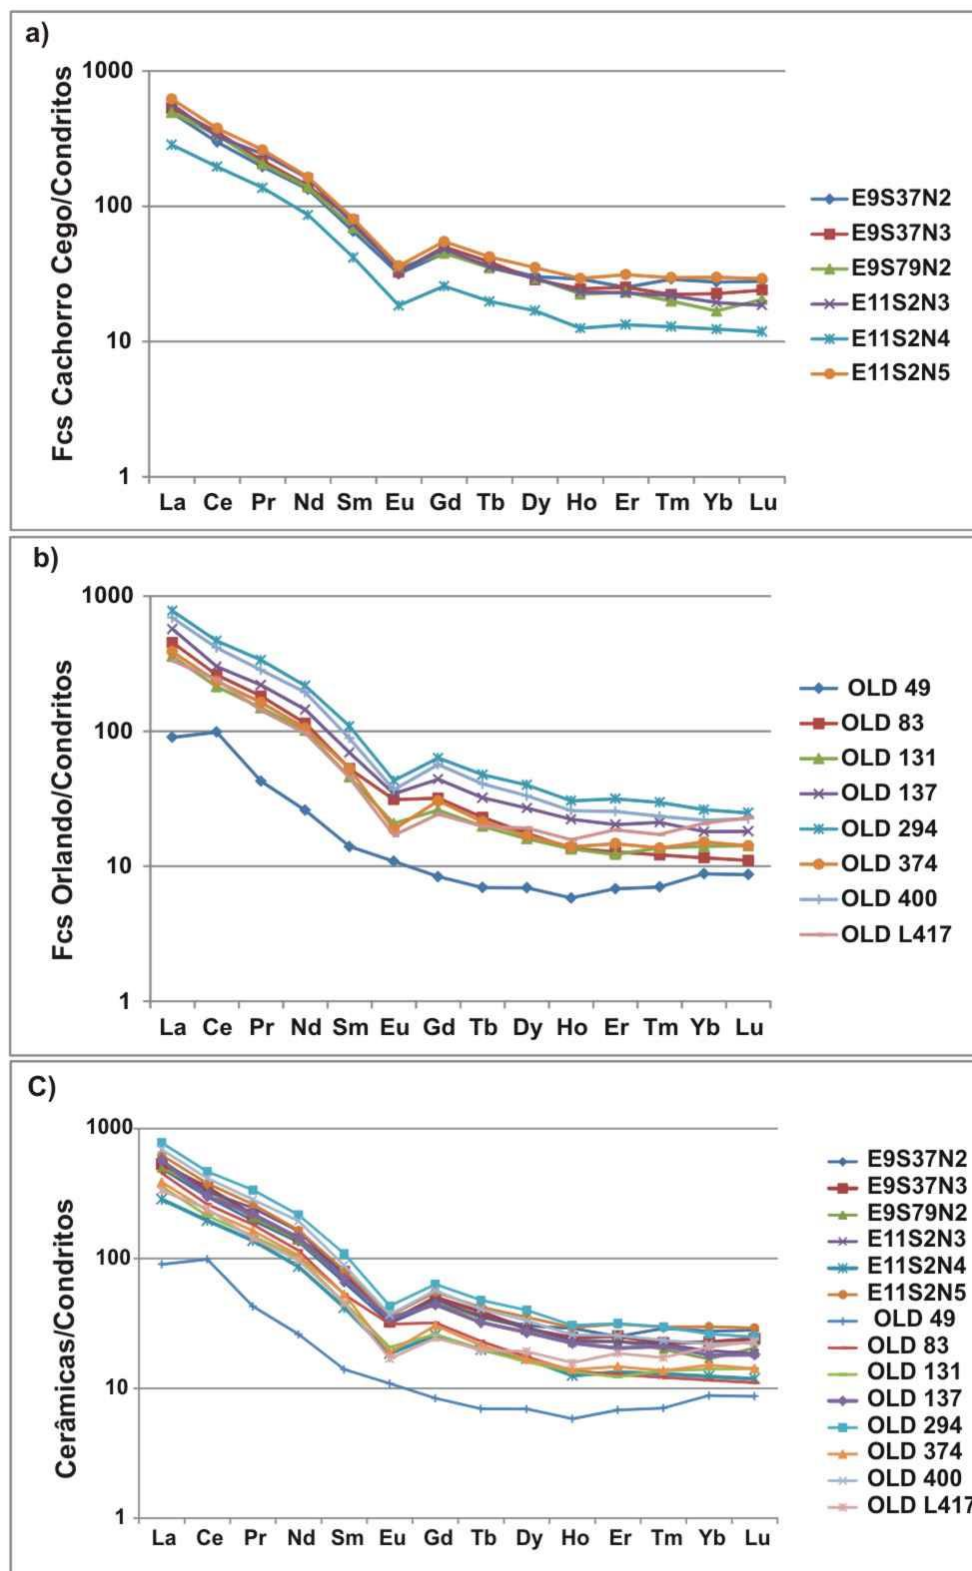 a)
Fcs Cachorro Cego/Condritos
1000
100
10
1
La Ce Pr Nd Sm Eu Gd Tb Dy Ho Er Tm Yb Lu
E9S37N2
E9S37N3
E9S79N2
E11S2N3
E11S2N4
E11S2N5
b)
Fcs Orlando/Condritos
1000
100
10
1
La Ce Pr Nd Sm Eu Gd Tb Dy Ho Er Tm Yb Lu
OLD 49
OLD 83
OLD 131
OLD 137
OLD 294
OLD 374
OLD 400
OLD L417
C)
Cerâmicas/Condritos
1000
100
10
1
La Ce Pr Nd Sm Eu Gd Tb Dy Ho Er Tm Yb Lu
E9S37N2
E9S37N3
E9S79N2
E11S2N3
E11S2N4
E11S2N5
OLD 49
OLD 83
OLD 131
OLD 137
OLD 294
OLD 374
OLD 400
OLD L417